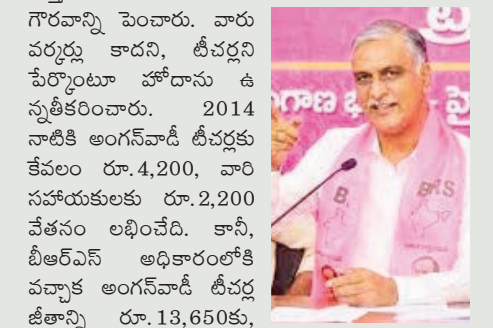 గౌరవాన్ని పెంచారు. వారు
వర్కర్లు కాదని, టీచర్లని
పేర్కొంటూ హోదాను ఉ
న్నతీకరించారు. 2014
నాటికి అంగన్‌వాడీ టీచర్లకు
కేవలం రూ.4,200, వారి
సహాయకులకు రూ.2,200
వేతనం లభించేది. కానీ,
బీఆర్ఎస్ అధికారంలోకి
వచ్చాక అంగన్‌వాడీ టీచర్ల
జీతాన్ని రూ.13,650కు,
BRS